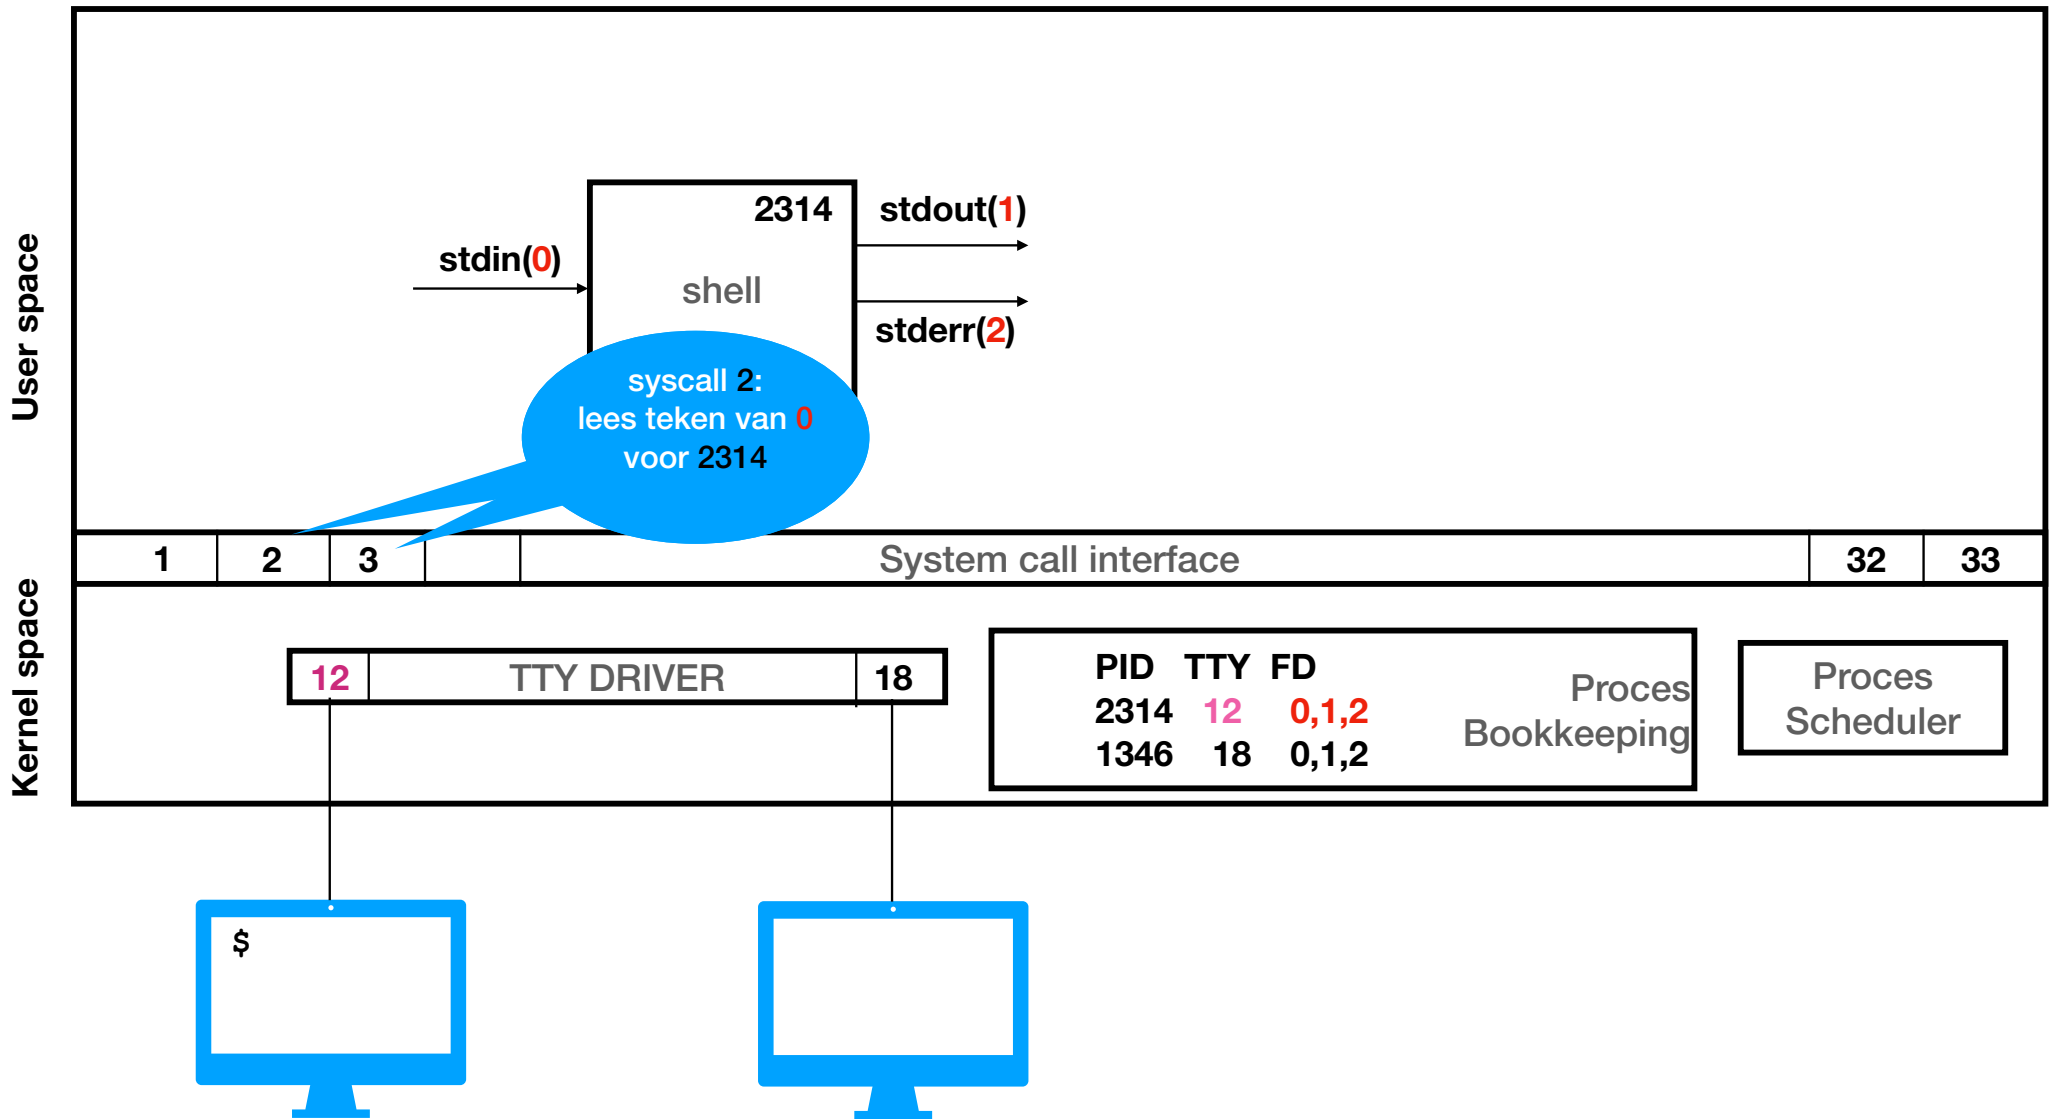 User space
2314
shell
stdin(0)
stdout(1)
stderr(2)
syscall 2:
lees teken van 0
voor 2314
1 2 3 System call interface 32 33
Kernel space
12 TTY DRIVER 18
PID TTY FD
2314 12 0,1,2
1346 18 0,1,2
Proces
Bookkeeping
Proces
Scheduler
$